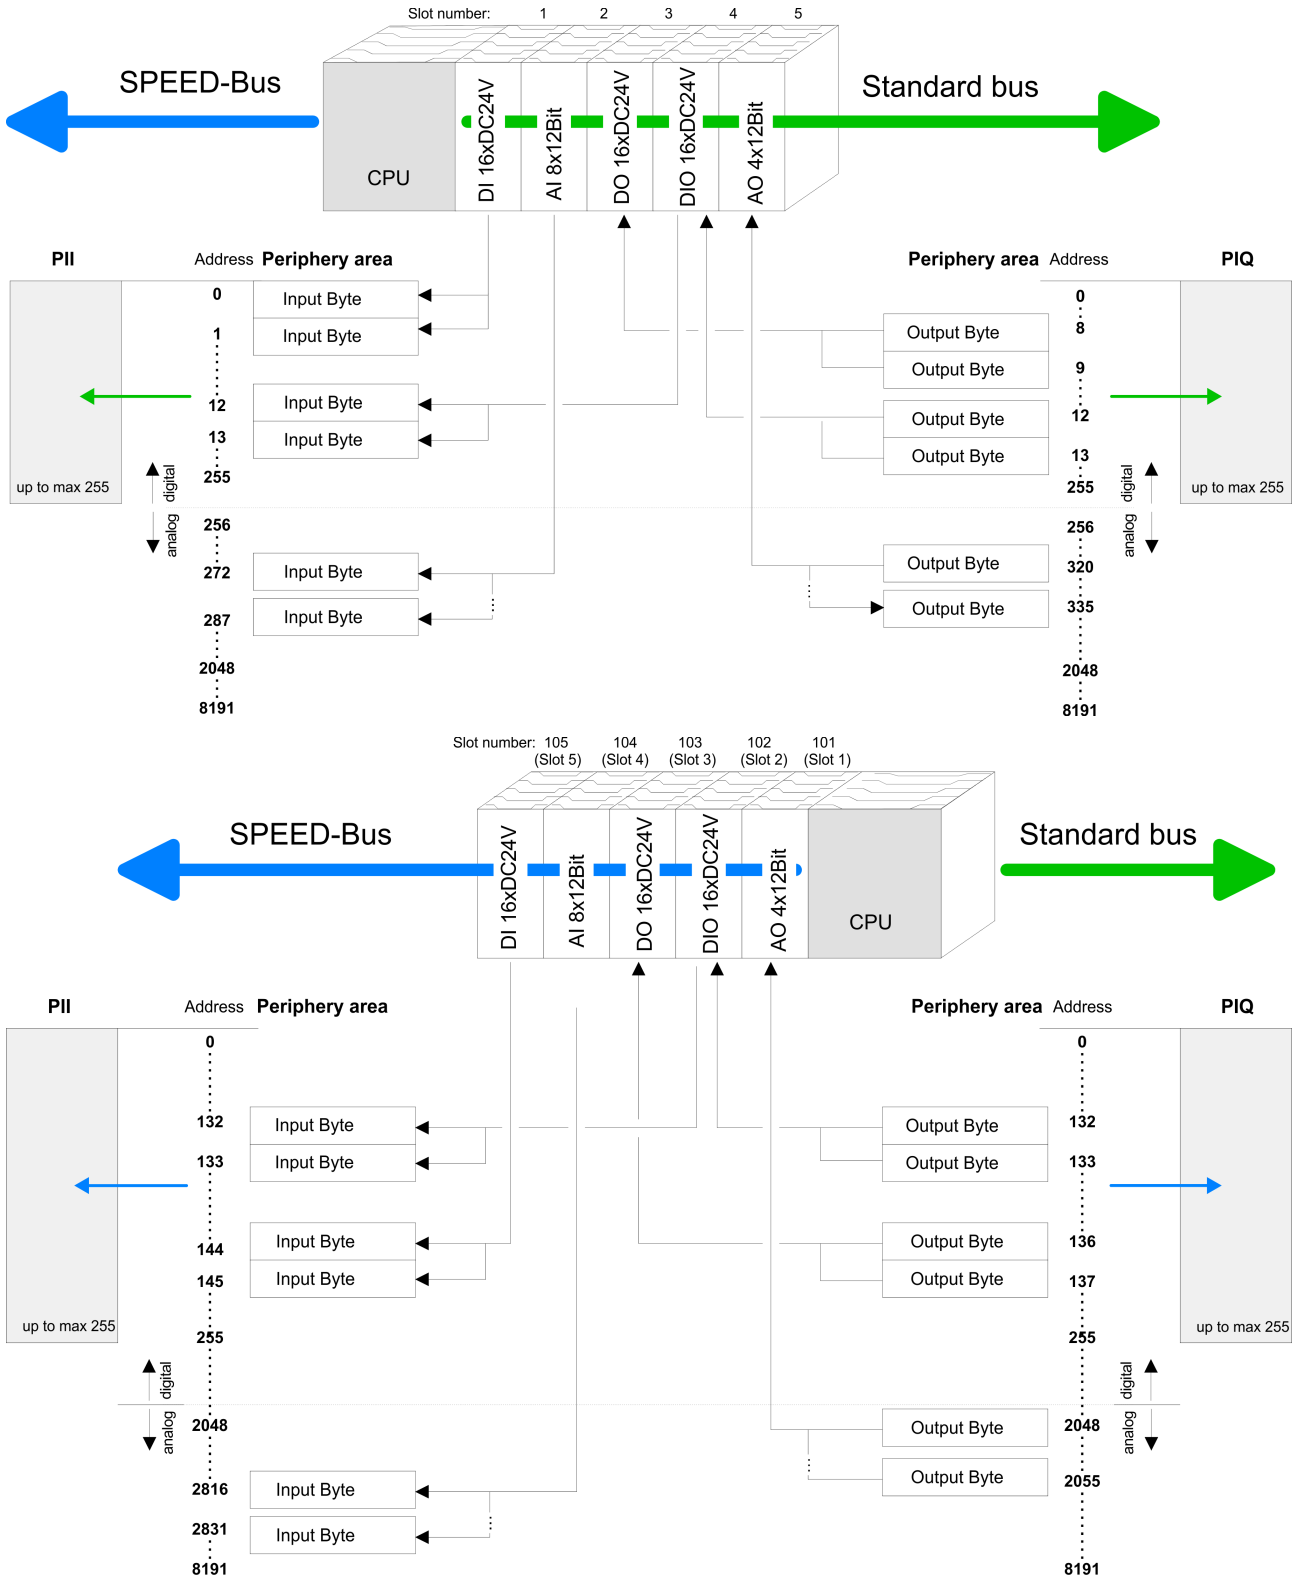 Slot number: 1 2 3 4 5
SPEED-Bus
Standard bus
CPU
DI 16xDC24V
AI 8x12Bit
DO 16xDC24V
DIO 16xDC24V
AO 4x12Bit
PII Address Periphery area
0 Input Byte
1 Input Byte
12 Input Byte
13 Input Byte
255
up to max 255
digital
analog
256
272 Input Byte
287 Input Byte
2048
8191
Periphery area Address PIQ
0
Output Byte 8
Output Byte 9
Output Byte 12
Output Byte 13
255
up to max 255
digital
analog
256
Output Byte 320
Output Byte 335
2048
8191
Slot number: 105 104 103 102 101
(Slot 5) (Slot 4) (Slot 3) (Slot 2) (Slot 1)
SPEED-Bus
Standard bus
DI 16xDC24V
AI 8x12Bit
DO 16xDC24V
DIO 16xDC24V
AO 4x12Bit
CPU
PII Address Periphery area
0
132 Input Byte
133 Input Byte
144 Input Byte
145 Input Byte
255
up to max 255
digital
analog
2048
2816 Input Byte
2831 Input Byte
8191
Periphery area Address PIQ
0
Output Byte 132
Output Byte 133
Output Byte 136
Output Byte 137
255
up to max 255
digital
analog
Output Byte 2048
Output Byte 2055
8191